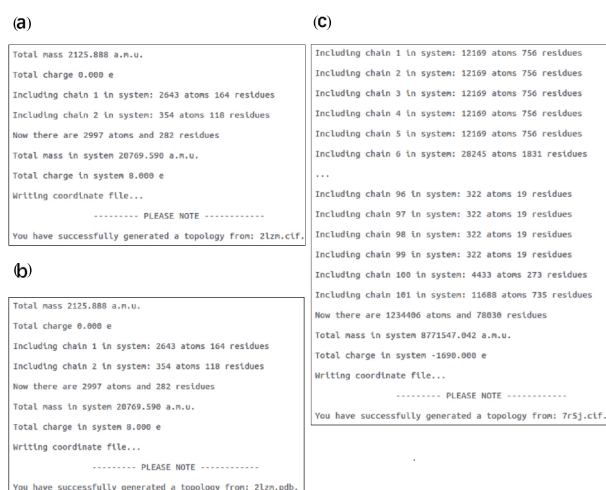 (a)
Total mass 2125.888 a.m.u.
Total charge 0.000 e
Including chain 1 in system: 2643 atoms 164 residues
Including chain 2 in system: 354 atoms 118 residues
Now there are 2997 atoms and 282 residues
Total mass in system 20769.590 a.m.u.
Total charge in system 8.000 e
Writing coordinate file...
--------- PLEASE NOTE ------------
You have successfully generated a topology from: 2lzm.cif.
(b)
Total mass 2125.888 a.m.u.
Total charge 0.000 e
Including chain 1 in system: 2643 atoms 164 residues
Including chain 2 in system: 354 atoms 118 residues
Now there are 2997 atoms and 282 residues
Total mass in system 20769.590 a.m.u.
Total charge in system 8.000 e
Writing coordinate file...
--------- PLEASE NOTE ------------
You have successfully generated a topology from: 2lzm.pdb.
(c)
Including chain 1 in system: 12169 atoms 756 residues
Including chain 2 in system: 12169 atoms 756 residues
Including chain 3 in system: 12169 atoms 756 residues
Including chain 4 in system: 12169 atoms 756 residues
Including chain 5 in system: 12169 atoms 756 residues
Including chain 6 in system: 28245 atoms 1831 residues
...
Including chain 96 in system: 322 atoms 19 residues
Including chain 97 in system: 322 atoms 19 residues
Including chain 98 in system: 322 atoms 19 residues
Including chain 99 in system: 322 atoms 19 residues
Including chain 100 in system: 4433 atoms 273 residues
Including chain 101 in system: 11688 atoms 735 residues
Now there are 1234406 atoms and 78030 residues
Total mass in system 8771547.042 a.m.u.
Total charge in system -1690.000 e
Writing coordinate file...
--------- PLEASE NOTE ------------
You have successfully generated a topology from: 7r5j.cif.